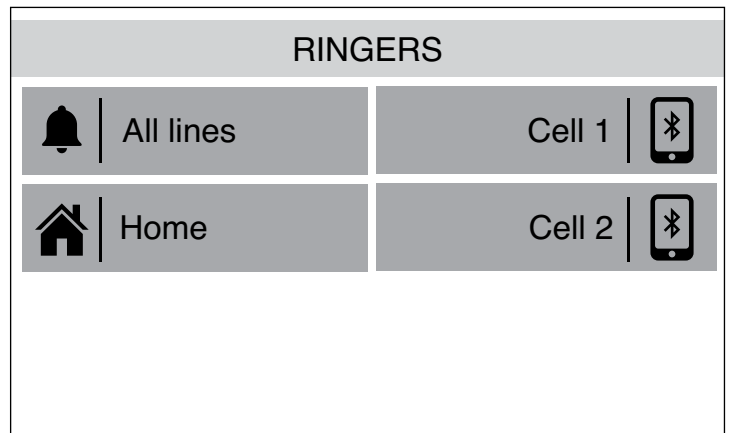 RINGERS
All lines
Cell 1
Home
Cell 2